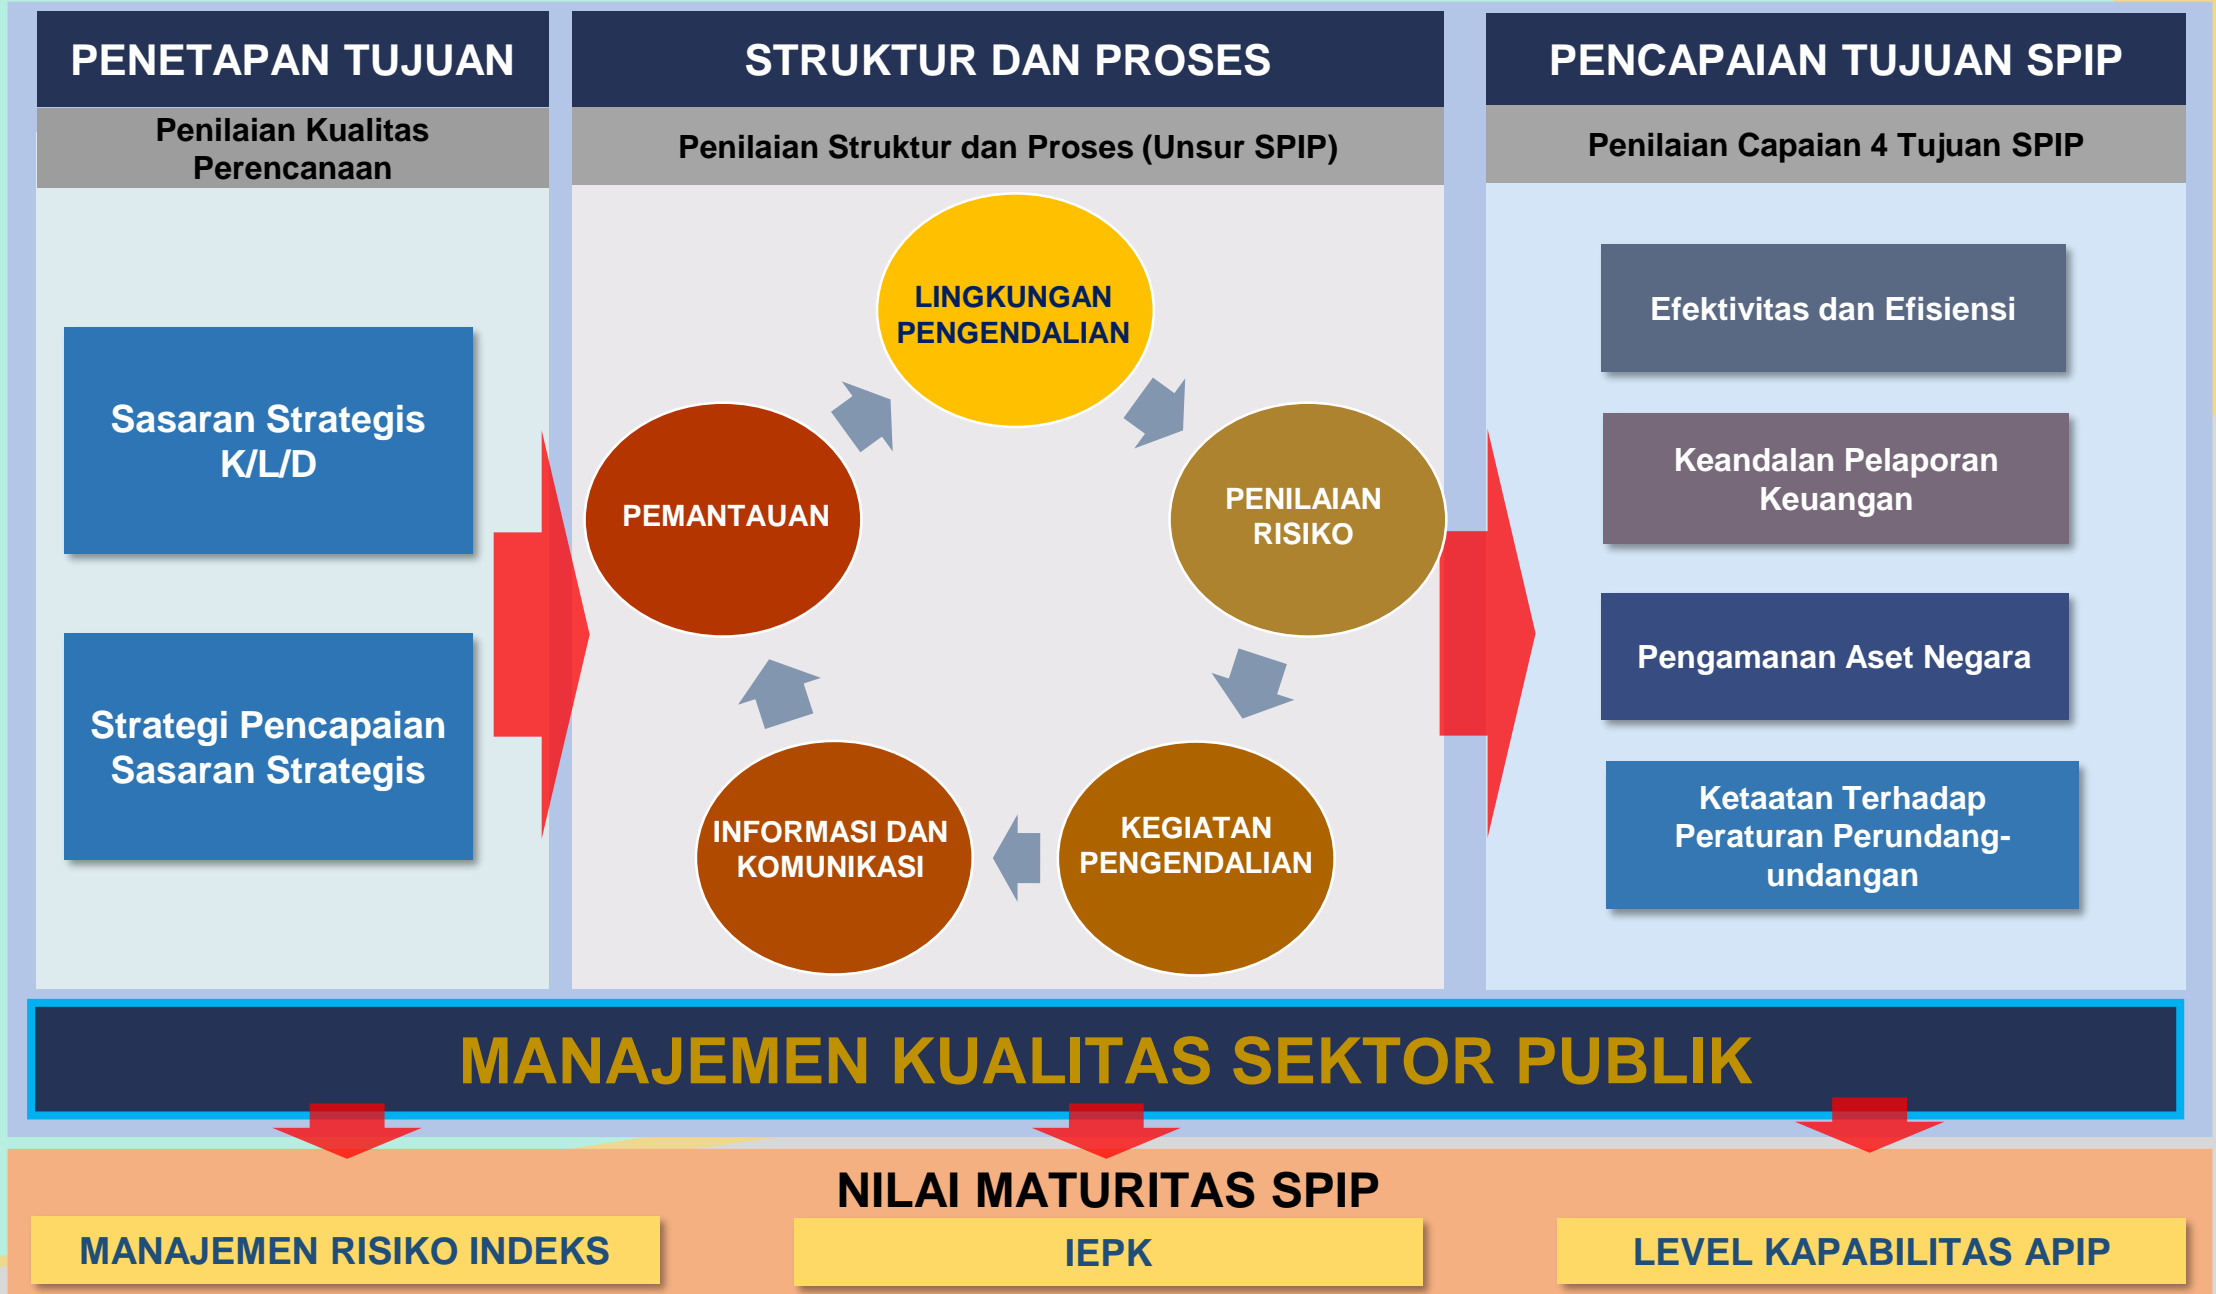 PENETAPAN TUJUAN
Penilaian Kualitas
Perencanaan
Sasaran Strategis
K/L/D
Strategi Pencapaian
Sasaran Strategis
STRUKTUR DAN PROSES
Penilaian Struktur dan Proses (Unsur SPIP)
LINGKUNGAN
PENGENDALIAN
PENILAIAN
RISIKO
KEGIATAN
PENGENDALIAN
INFORMASI DAN
KOMUNIKASI
PEMANTAUAN
PENCAPAIAN TUJUAN SPIP
Penilaian Capaian 4 Tujuan SPIP
Efektivitas dan Efisiensi
Keandalan Pelaporan
Keuangan
Pengamanan Aset Negara
Ketaatan Terhadap
Peraturan Perundang-
undangan
MANAJEMEN KUALITAS SEKTOR PUBLIK
NILAI MATURITAS SPIP
MANAJEMEN RISIKO INDEKS
IEPK
LEVEL KAPABILITAS APIP